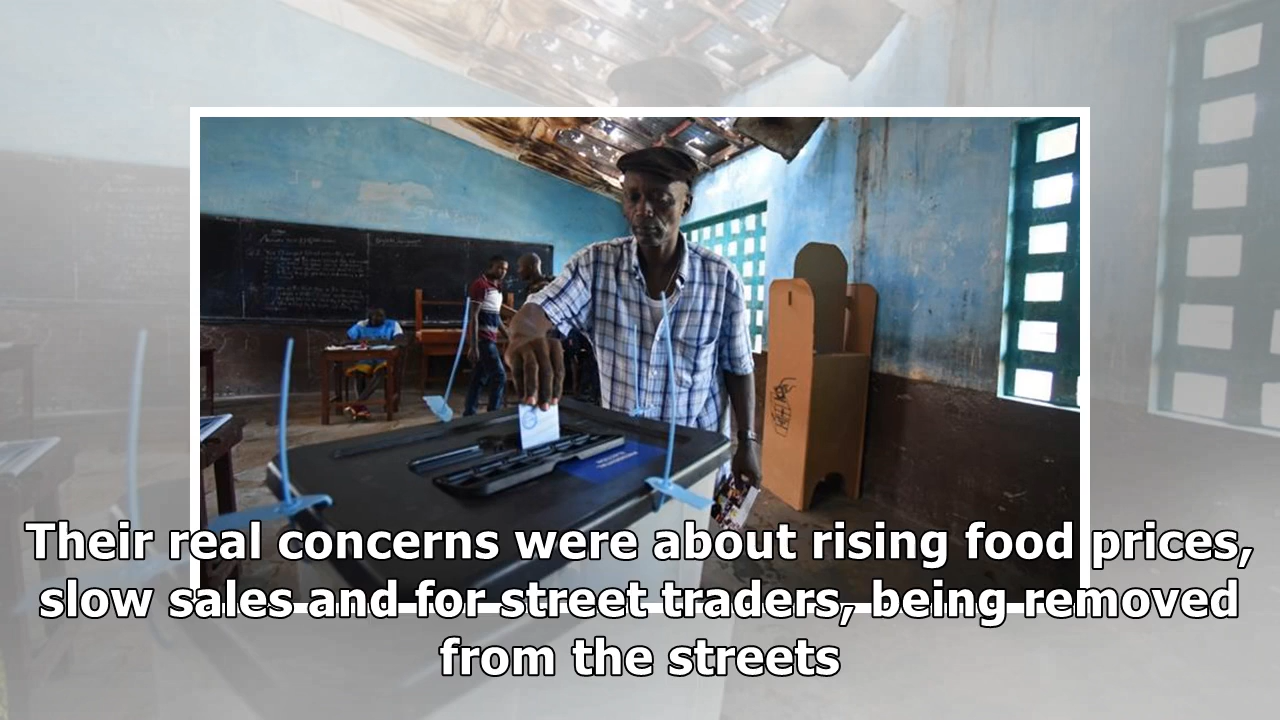 Their real concerns were about rising food prices,
slow sales and for street traders, being removed
from the streets